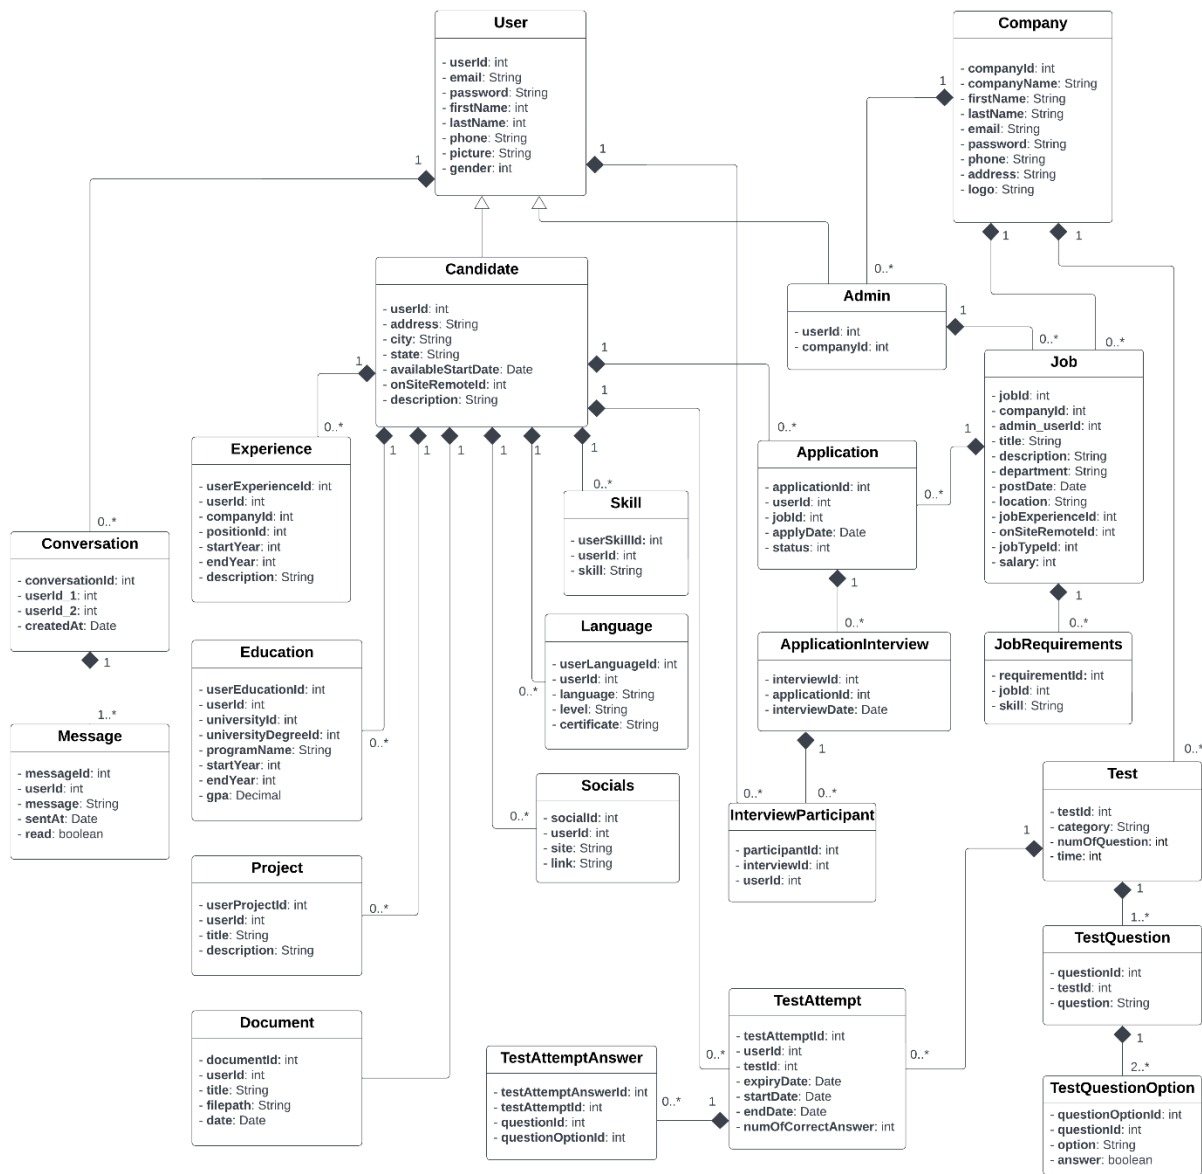 User
- userId: int
- email: String
- password: String
- firstName: int
- lastName: int
- phone: String
- picture: String
- gender: int
1
1
Company
- companyId: int
- companyName: String
- firstName: String
- lastName: String
- email: String
- password: String
- phone: String
- address: String
- logo: String
1
1
1
Candidate
- userId: int
- address: String
- city: String
- state: String
- availableStartDate: Date
- onSiteRemoteId: int
- description: String
1
1
1
1
1
1
1
1
1
0..*
Admin
- userId: int
- companyId: int
1
0..*
0..*
Job
- jobId: int
- companyId: int
- admin_userId: int
- title: String
- description: String
- department: String
- postDate: Date
- location: String
- jobExperienceId: int
- onSiteRemoteId: int
- jobTypeId: int
- salary: int
1
1
0..*
Experience
- userExperienceId: int
- userId: int
- companyId: int
- positionId: int
- startYear: int
- endYear: int
- description: String
0..*
Application
- applicationId: int
- userId: int
- jobId: int
- applyDate: Date
- status: int
0..*
1
0..*
Skill
- userSkillId: int
- userId: int
- skill: String
0..*
Conversation
- conversationId: int
- userId_1: int
- userId_2: int
- createdAt: Date
1
Education
- userEducationId: int
- userId: int
- universityId: int
- universityDegreeId: int
- programName: String
- startYear: int
- endYear: int
- gpa: Decimal
0..*
Language
- userLanguageId: int
- userId: int
- language: String
- level: String
- certificate: String
0..*
0..*
ApplicationInterview
- interviewId: int
- applicationId: int
- interviewDate: Date
1
0..*
JobRequirements
- requirementId: int
- jobId: int
- skill: String
1..*
Message
- messageId: int
- userId: int
- message: String
- sentAt: Date
- read: boolean
Socials
- socialId: int
- userId: int
- site: String
- link: String
0..*
0..*
0..*
InterviewParticipant
- participantId: int
- interviewId: int
- userId: int
0..*
Test
- testId: int
- category: String
- numOfQuestion: int
- time: int
1
1
Project
- userProjectId: int
- userId: int
- title: String
- description: String
0..*
1..*
TestQuestion
- questionId: int
- testId: int
- question: String
1
Document
- documentId: int
- userId: int
- title: String
- filepath: String
- date: Date
TestAttempt
- testAttemptId: int
- userId: int
- testId: int
- expiryDate: Date
- startDate: Date
- endDate: Date
- numOfCorrectAnswer: int
0..*
0..*
1
TestAttemptAnswer
- testAttemptAnswerId: int
- testAttemptId: int
- questionId: int
- questionOptionId: int
0..*
2..*
TestQuestionOption
- questionOptionId: int
- questionId: int
- option: String
- answer: boolean